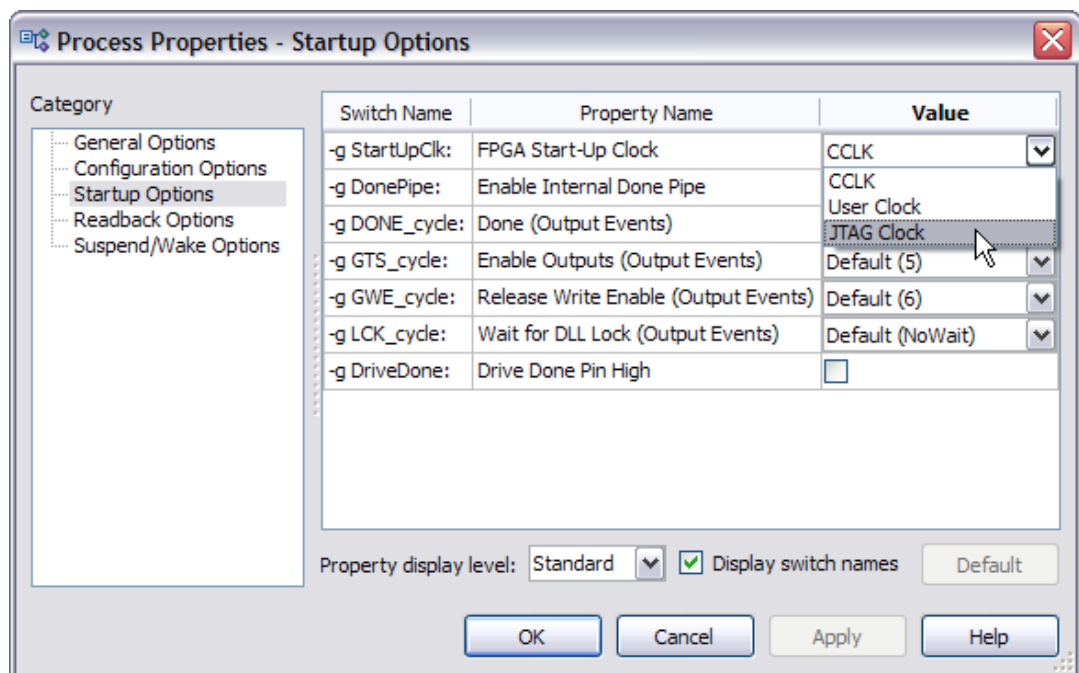 Process Properties - Startup Options
Category
General Options
Configuration Options
Startup Options
Readback Options
Suspend/Wake Options
Switch Name Property Name Value
-g StartUpClk: FPGA Start-Up Clock CCLK
CCLK
User Clock
JTAG Clock
-g DonePipe: Enable Internal Done Pipe
-g DONE_cycle: Done (Output Events)
-g GTS_cycle: Enable Outputs (Output Events) Default (5)
-g GWE_cycle: Release Write Enable (Output Events) Default (6)
-g LCK_cycle: Wait for DLL Lock (Output Events) Default (NoWait)
-g DriveDone: Drive Done Pin High
Property display level: Standard Display switch names Default
OK Cancel Apply Help